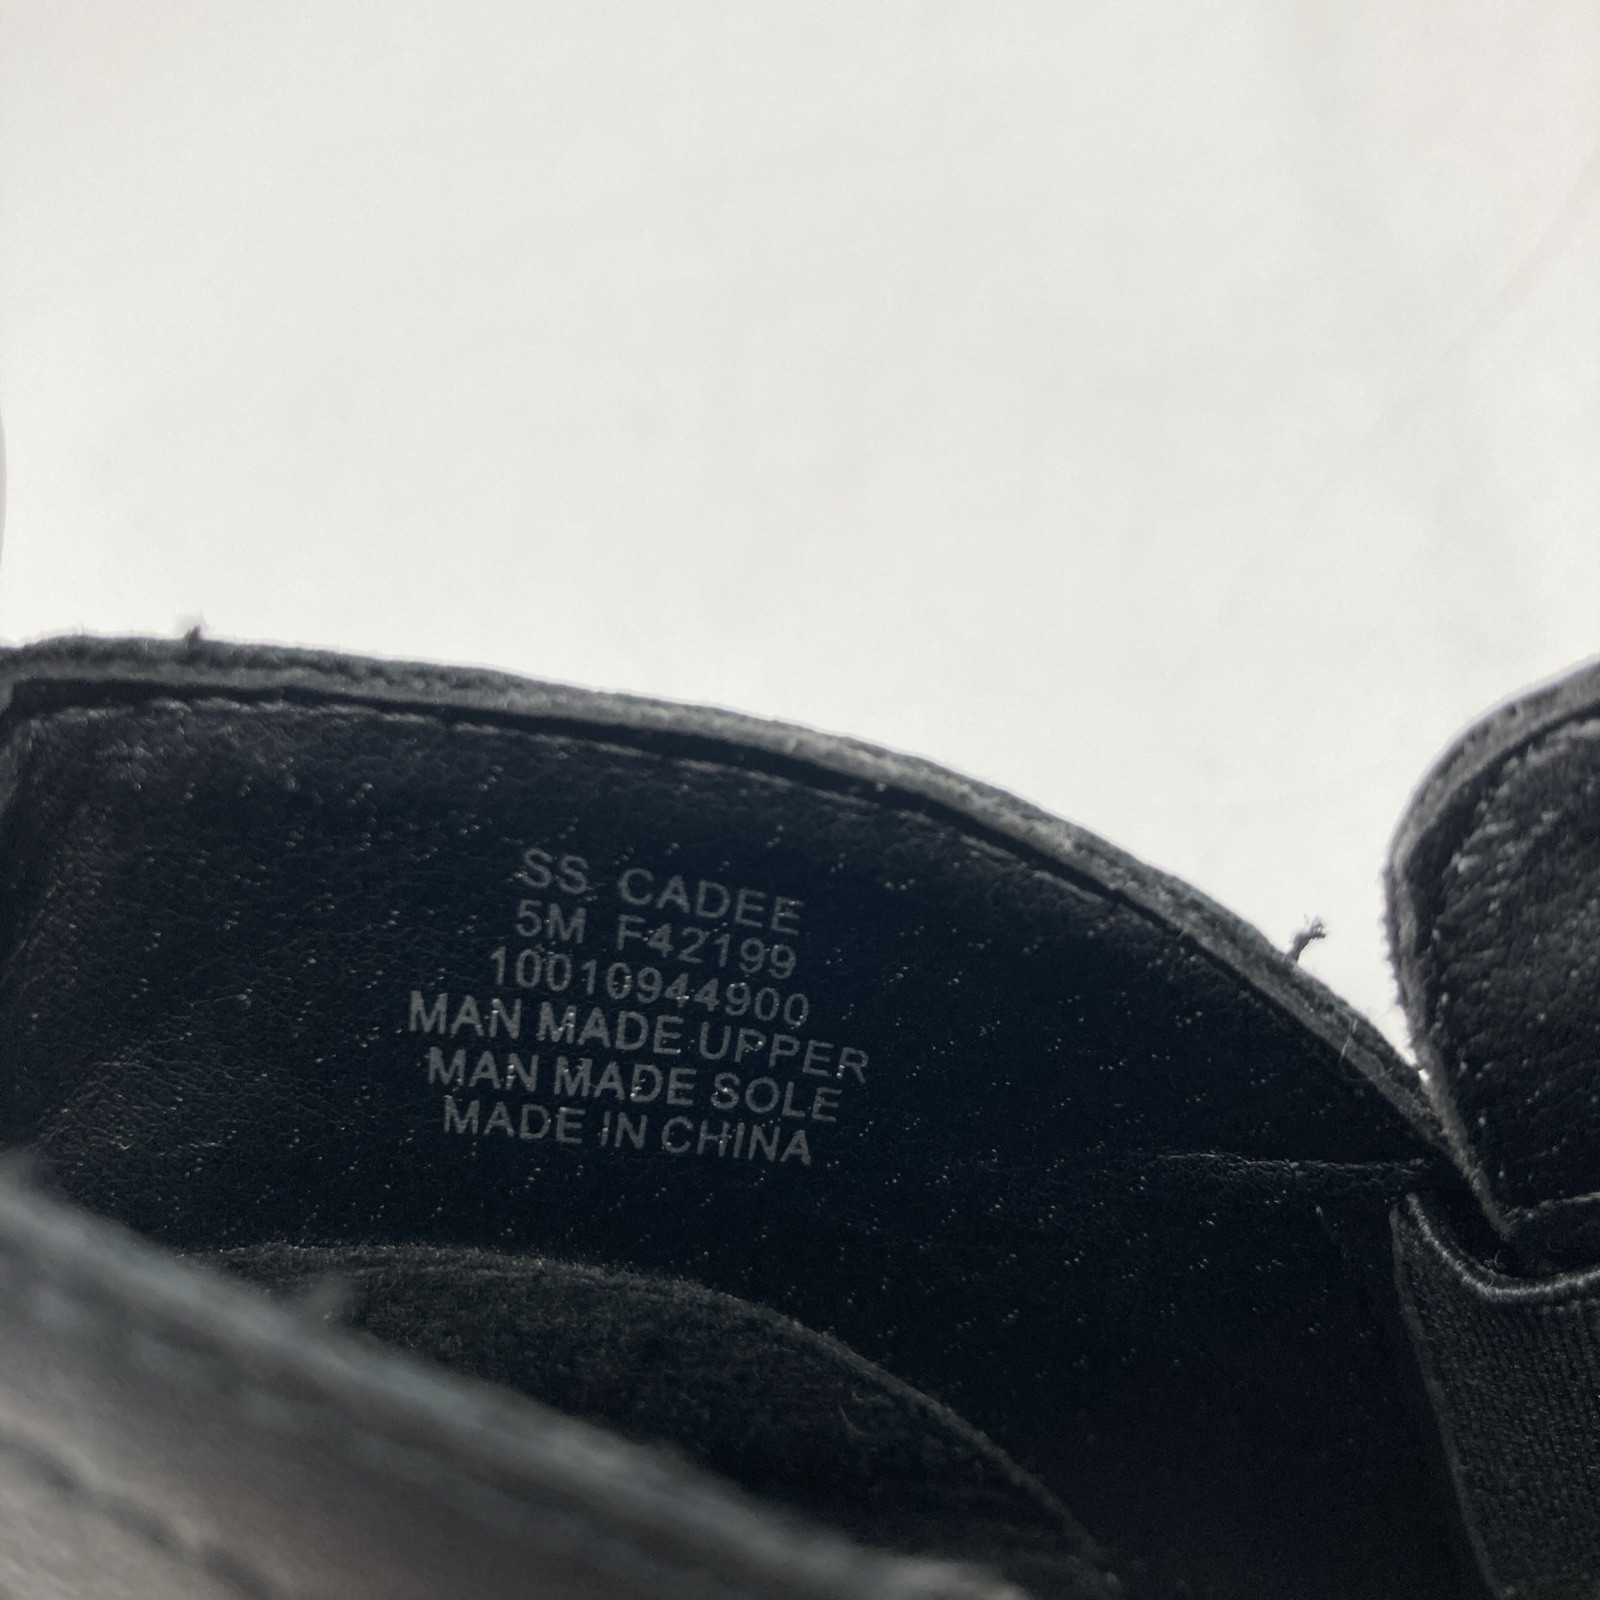 SS CADEE
5M F42199
10010944900
MAN MADE UPPER
MAN MADE SOLE
MADE IN CHINA